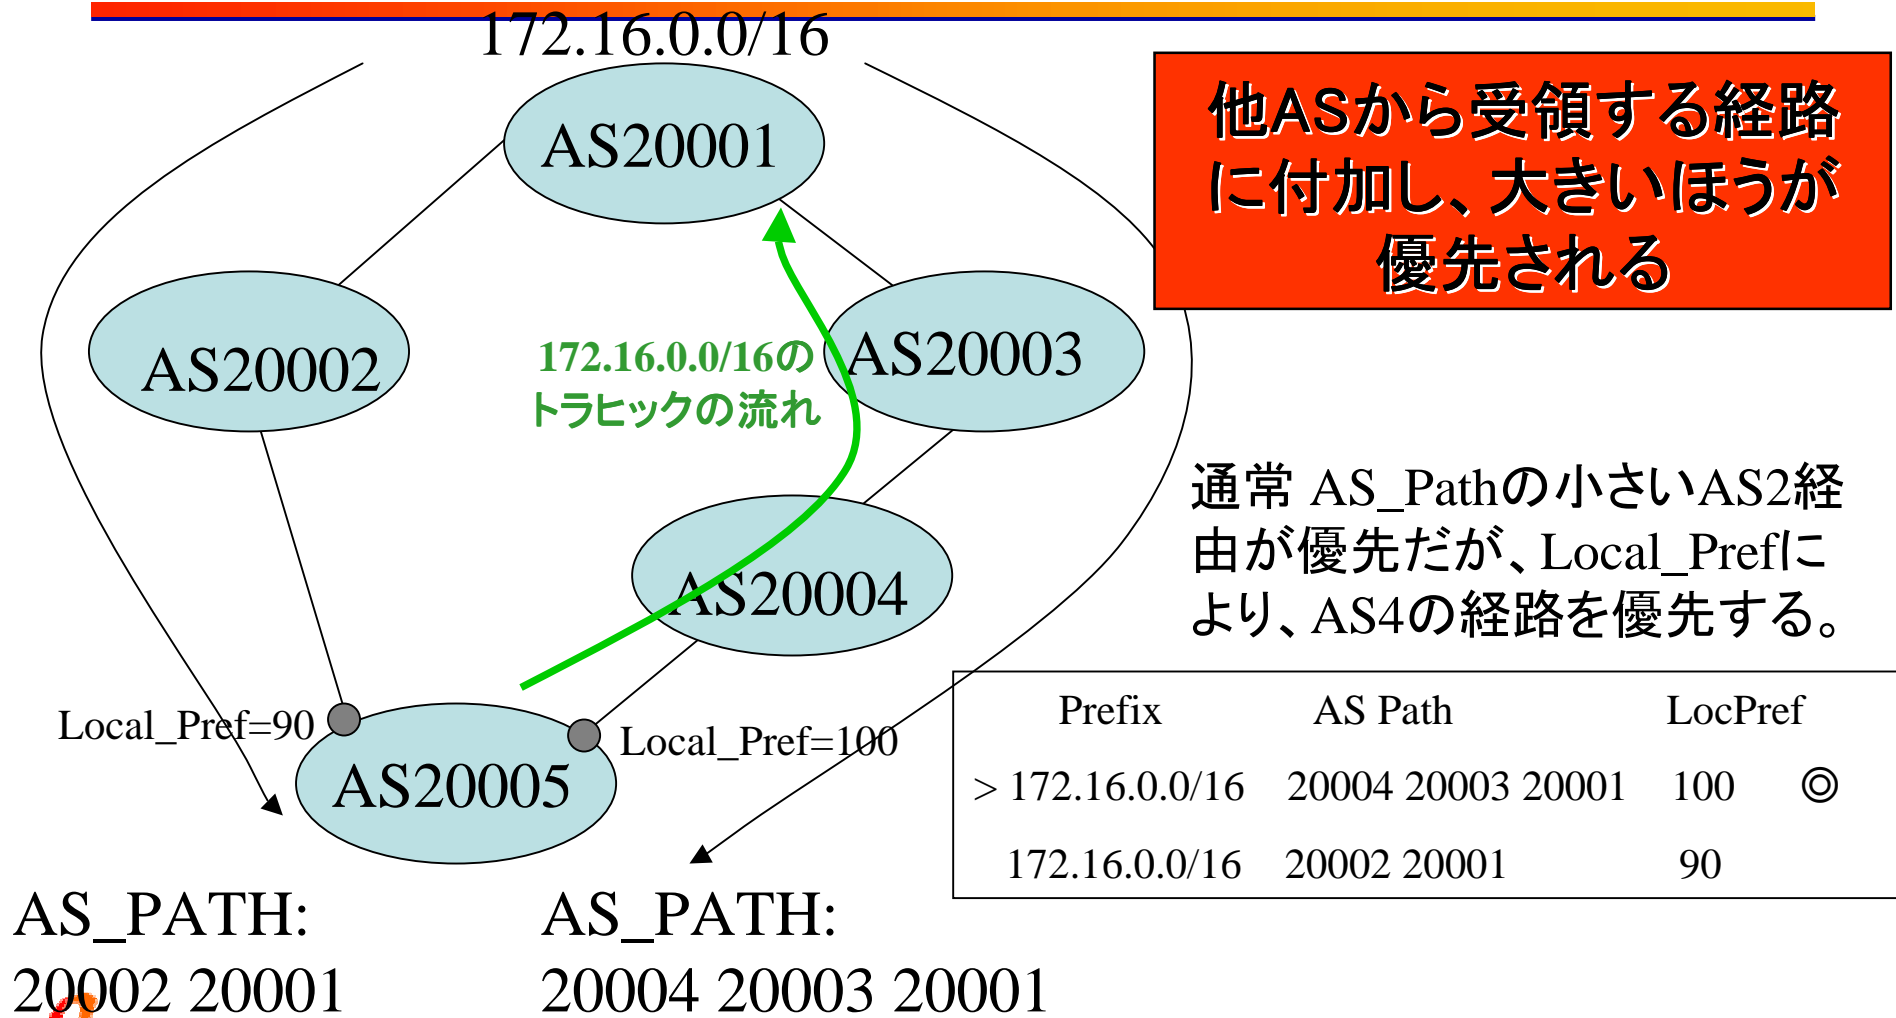 172.16.0.0/16
他ASから受領する経路
に付加し、大きいほうが
優先される
AS20001
AS20002
172.16.0.0/16の
トラヒックの流れ
AS20003
通常 AS_Pathの小さいAS2経
由が優先だが、Local_Prefに
より、AS4の経路を優先する。
AS20004
Local_Pref=90
Local_Pref=100
AS20005
Prefix AS Path LocPref
> 172.16.0.0/16 20004 20003 20001 100 ◎
172.16.0.0/16 20002 20001 90
AS_PATH:
20002 20001
AS_PATH:
20004 20003 20001